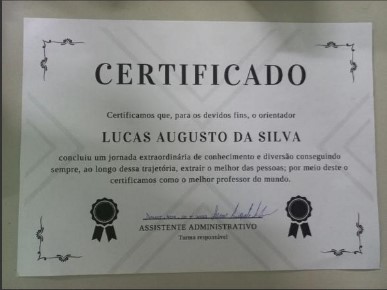 CERTIFICADO
Certificamos que, para os devidos fins, o orientador
LUCAS AUGUSTO DA SILVA
concluiu um jornada extraordinária de conhecimento e diversão conseguindo
sempre, ao longo dessa trajetória, extrair o melhor das pessoas; por meio deste o
certificamos como o melhor professor do mundo.
ASSISTENTE ADMINISTRATIVO
Turma responsável